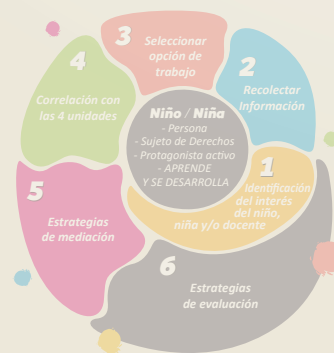 Niño / Niña
- Persona
- Sujeto de Derechos
- Protagonista activo
- APRENDE
Y SE DESARROLLA
1
Identificación
del interés
del niño,
niña y/o docente
2
Recolectar
Información
3
Seleccionar
opción de
trabajo
4
Correlación con
las 4 unidades
5
Estrategias
de mediación
6
Estrategias
de evaluación